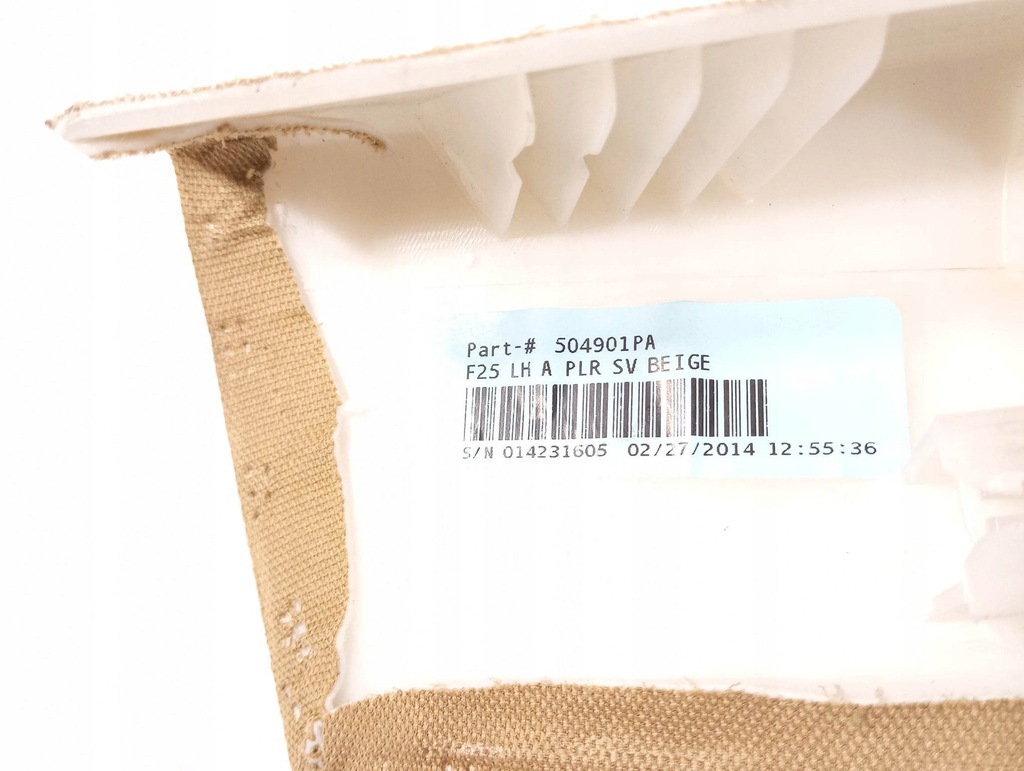 Part-# 504901PA
F25 LH A PLR SV BEIGE
S/N 014231605 02/27/2014 12:55:36